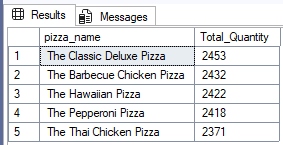 Results Messages
pizza_name Total_Quantity
1 The Classic Deluxe Pizza 2453
2 The Barbecue Chicken Pizza 2432
3 The Hawaiian Pizza 2422
4 The Pepperoni Pizza 2418
5 The Thai Chicken Pizza 2371